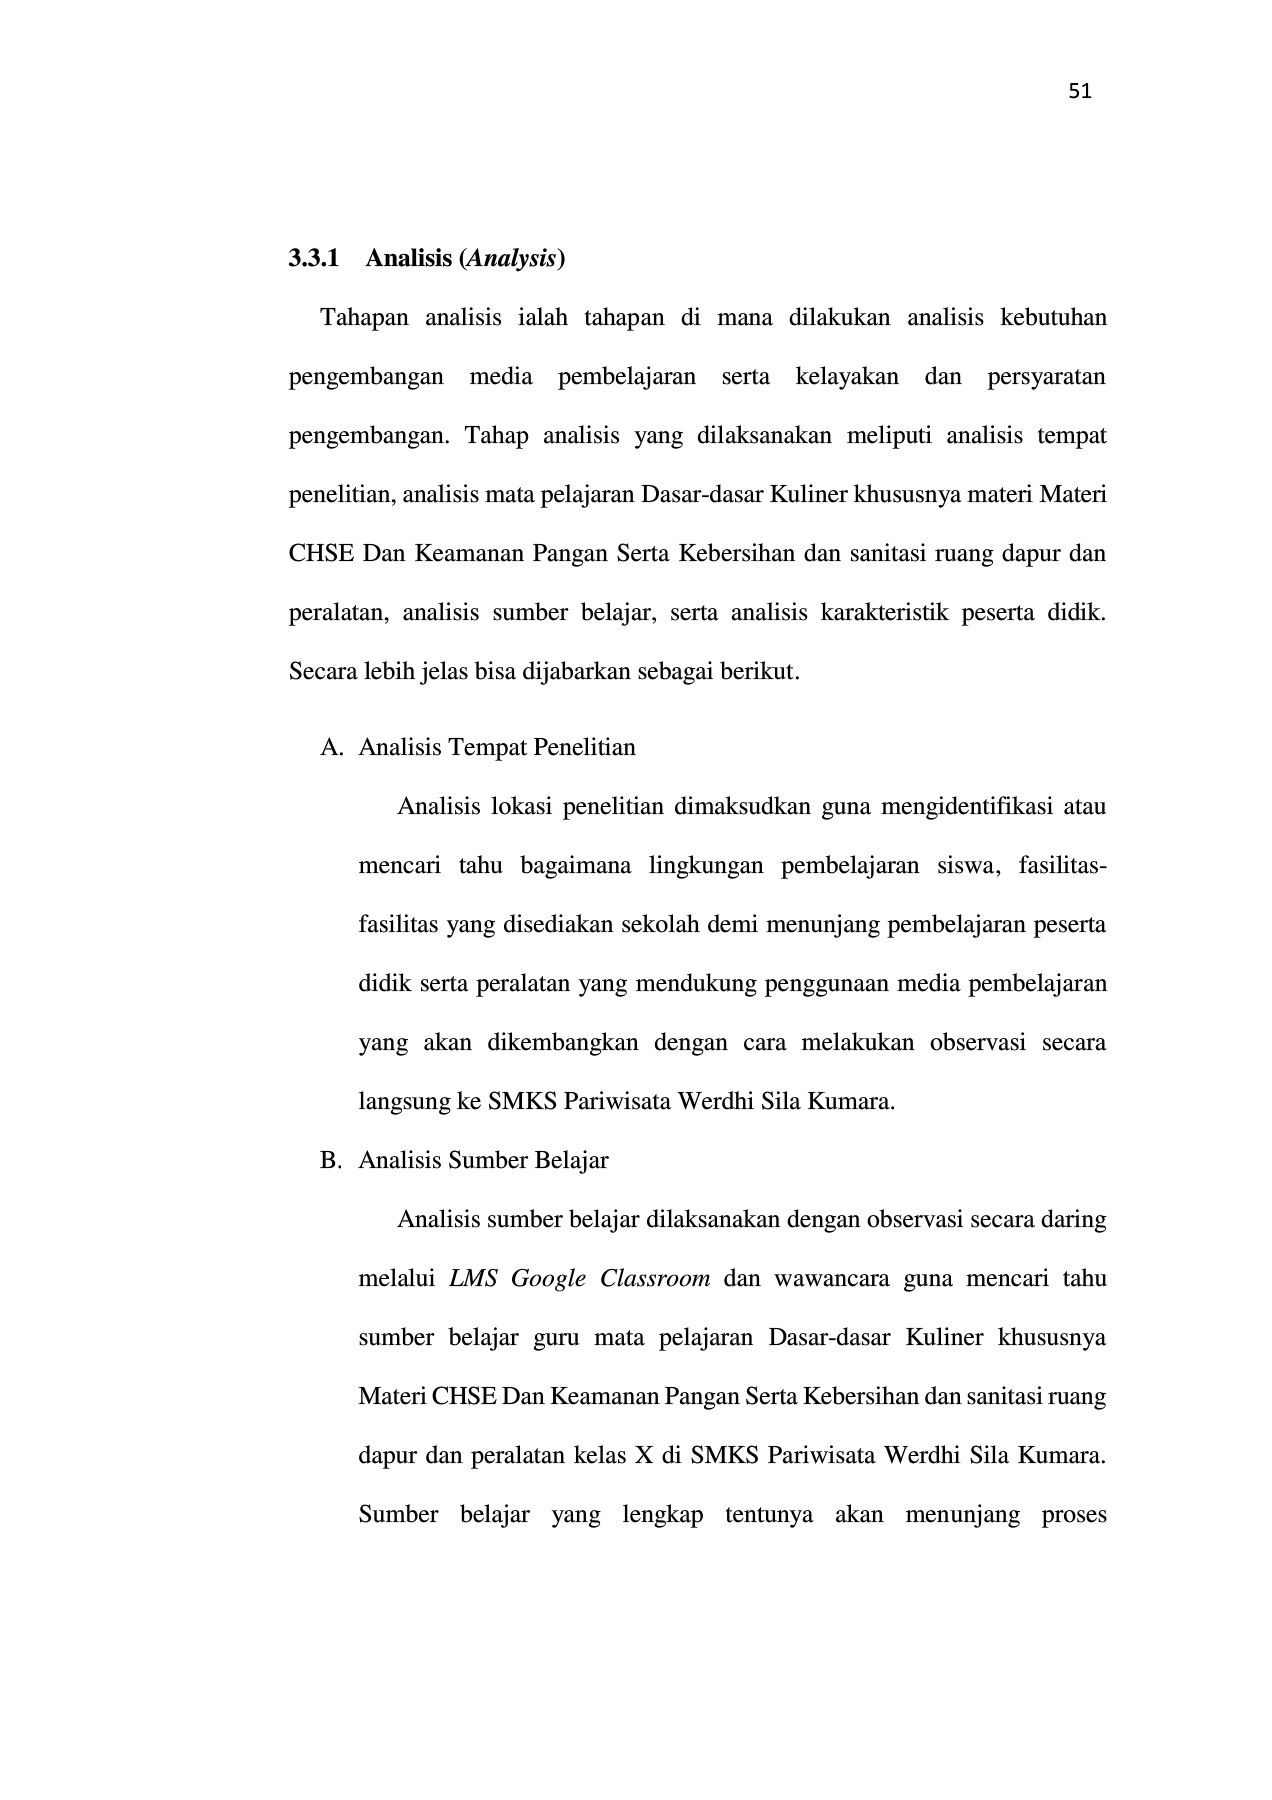 51
3.3.1 Analisis (Analysis)
Tahapan analisis ialah tahapan di mana dilakukan analisis kebutuhan
pengembangan media pembelajaran serta kelayakan dan persyaratan
pengembangan. Tahap analisis yang dilaksanakan meliputi analisis tempat
penelitian, analisis mata pelajaran Dasar-dasar Kuliner khususnya materi Materi
CHSE Dan Keamanan Pangan Serta Kebersihan dan sanitasi ruang dapur dan
peralatan, analisis sumber belajar, serta analisis karakteristik peserta didik.
Secara lebih jelas bisa dijabarkan sebagai berikut.
A. Analisis Tempat Penelitian
Analisis lokasi penelitian dimaksudkan guna mengidentifikasi atau
mencari tahu bagaimana lingkungan pembelajaran siswa, fasilitas-
fasilitas yang disediakan sekolah demi menunjang pembelajaran peserta
didik serta peralatan yang mendukung penggunaan media pembelajaran
yang akan dikembangkan dengan cara melakukan observasi secara
langsung ke SMKS Pariwisata Werdhi Sila Kumara.
B. Analisis Sumber Belajar
Analisis sumber belajar dilaksanakan dengan observasi secara daring
melalui LMS Google Classroom dan wawancara guna mencari tahu
sumber belajar guru mata pelajaran Dasar-dasar Kuliner khususnya
Materi CHSE Dan Keamanan Pangan Serta Kebersihan dan sanitasi ruang
dapur dan peralatan kelas X di SMKS Pariwisata Werdhi Sila Kumara.
Sumber belajar yang lengkap tentunya akan menunjang proses